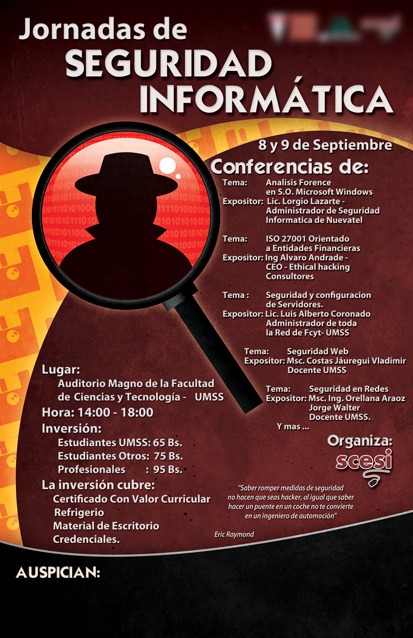 Jornadas de
SEGURIDAD
INFORMÁTICA
8 y 9 de Septiembre
Conferencias de:
Tema: Analisis Forence
en S.O. Microsoft Windows
Expositor: Lic. Lorgio Lazarte -
Administrador de Seguridad
Informatica de Nuevatel
Tema: ISO 27001 Orientado
a Entidades Financieras
Expositor: Ing Alvaro Andrade -
CEO - Ethical hacking
Consultores
Tema : Seguridad y configuracion
de Servidores.
Expositor: Lic. Luis Alberto Coronado
Administrador de toda
la Red de Fcyt- UMSS
Tema: Seguridad Web
Expositor: Msc. Costas Jáuregui Vladimir
Docente UMSS
Tema: Seguridad en Redes
Expositor: Msc. Ing. Orellana Araoz
Jorge Walter
Docente UMSS.
Y mas ...
Lugar:
Auditorio Magno de la Facultad
de Ciencias y Tecnología - UMSS
Hora: 14:00 - 18:00
Inversión:
Estudiantes UMSS: 65 Bs.
Estudiantes Otros: 75 Bs.
Profesionales : 95 Bs.
La inversión cubre:
Certificado Con Valor Curricular
Refrigerio
Material de Escritorio
Credenciales.
Organiza:
scesi
"Saber romper medidas de seguridad
no hacen que seas hacker, al igual que saber
hacer un puente en un coche no te convierte
en un ingeniero de automoción"
Eric Raymond
AUSPICIAN: